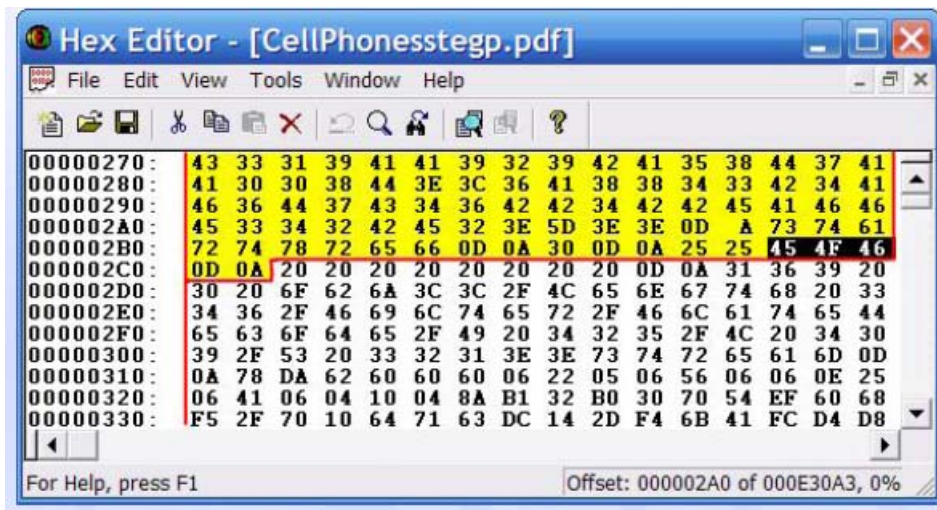 Hex Editor - [CellPhonesstegp.pdf]
File Edit View Tools Window Help
00000270: 43 33 31 39 41 41 39 32 39 42 41 35 38 44 37 41
00000280: 41 30 30 38 44 3E 3C 36 41 38 38 34 33 42 34 41
00000290: 46 36 44 37 43 34 36 42 42 34 42 42 45 41 46 46
000002A0: 45 33 34 32 42 45 32 3E 5D 3E 3E 0D A 73 74 61
000002B0: 72 74 78 72 65 66 0D 0A 30 0D 0A 25 25 45 4F 46
000002C0: 0D 0A 20 20 20 20 20 20 20 20 0D 0A 31 36 39 20
000002D0: 30 20 6F 62 6A 3C 3C 2F 4C 65 6E 67 74 68 20 33
000002E0: 34 36 2F 46 69 6C 74 65 72 2F 46 6C 61 74 65 44
000002F0: 65 63 6F 64 65 2F 49 20 34 32 35 2F 4C 20 34 30
00000300: 39 2F 53 20 33 32 31 3E 3E 73 74 72 65 61 6D 0D
00000310: 0A 78 DA 62 60 60 60 06 22 05 06 56 06 06 0E 25
00000320: 06 41 06 04 10 04 8A B1 32 B0 30 70 54 EF 60 68
00000330: F5 2F 70 10 64 71 63 DC 14 2D F4 6B 41 FC D4 D8
For Help, press F1
Offset: 000002A0 of 000E30A3, 0%